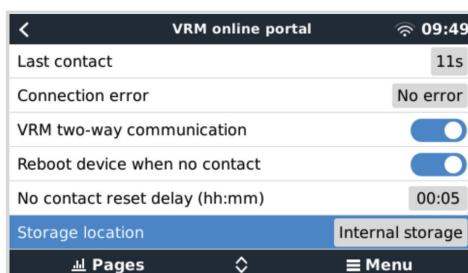 VRM online portal 09:49
Last contact 11s
Connection error No error
VRM two-way communication
Reboot device when no contact
No contact reset delay (hh:mm) 00:05
Storage location Internal storage
Pages Menu